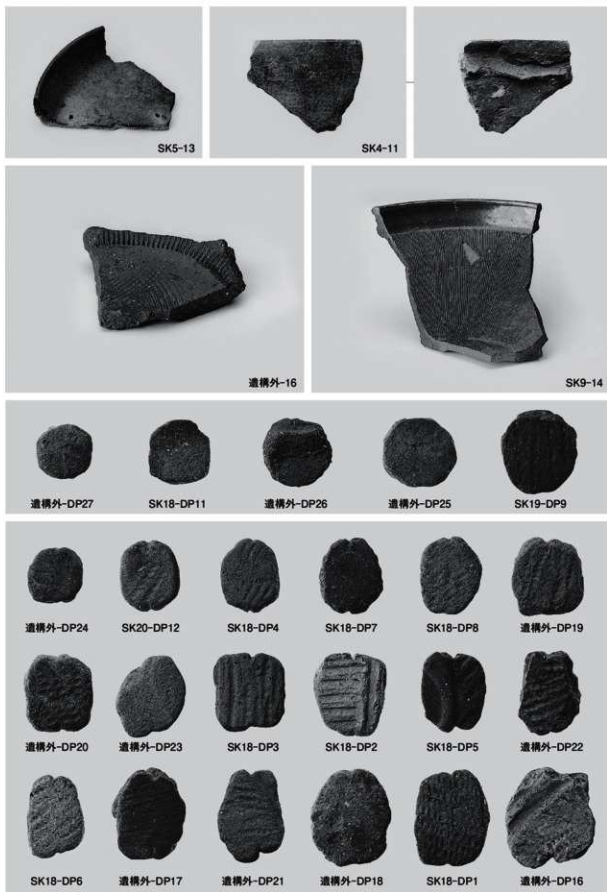 SK5-13
SK4-11
遺構外-16
SK9-14
遺構外-DP27 SK18-DP11 遺構外-DP26 遺構外-DP25 SK19-DP9
遺構外-DP24 SK20-DP12 SK18-DP4 SK18-DP7 SK18-DP8 遺構外-DP19
遺構外-DP20 遺構外-DP23 SK18-DP3 SK18-DP2 SK18-DP5 遺構外-DP22
SK18-DP6 遺構外-DP17 遺構外-DP21 遺構外-DP18 SK18-DP1 遺構外-DP16